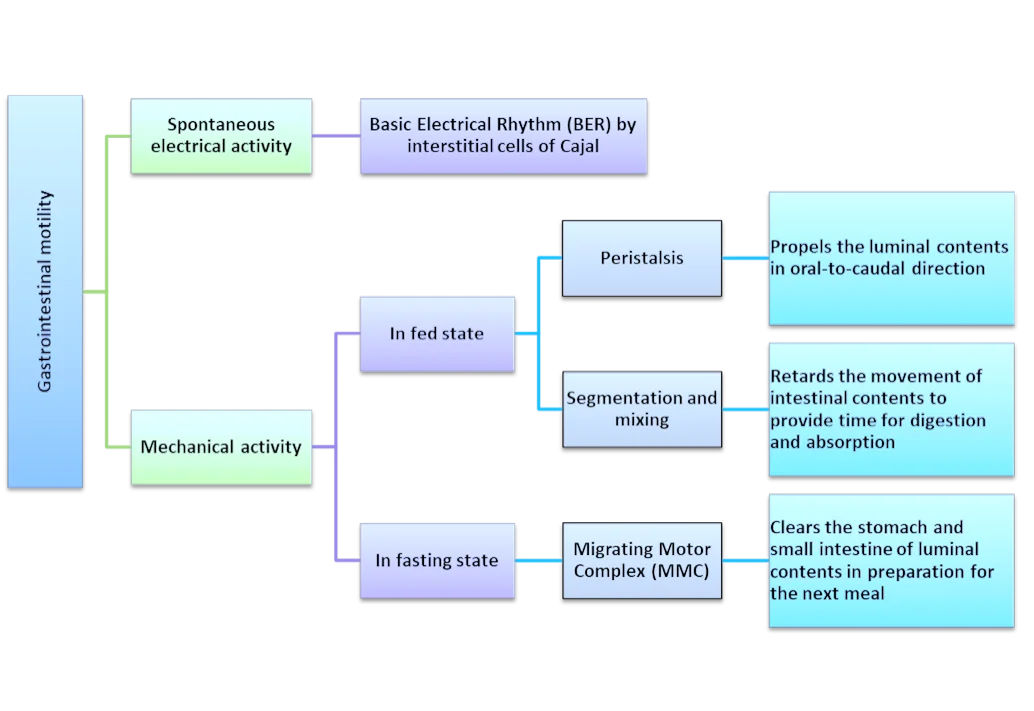 Gastrointestinal motility
Spontaneous
electrical activity
Basic Electrical Rhythm (BER) by
interstitial cells of Cajal
Mechanical activity
In fed state
Peristalsis
Propels the luminal contents
in oral-to-caudal direction
Segmentation and
mixing
Retards the movement of
intestinal contents to
provide time for digestion
and absorption
In fasting state
Migrating Motor
Complex (MMC)
Clears the stomach and
small intestine of luminal
contents in preparation for
the next meal